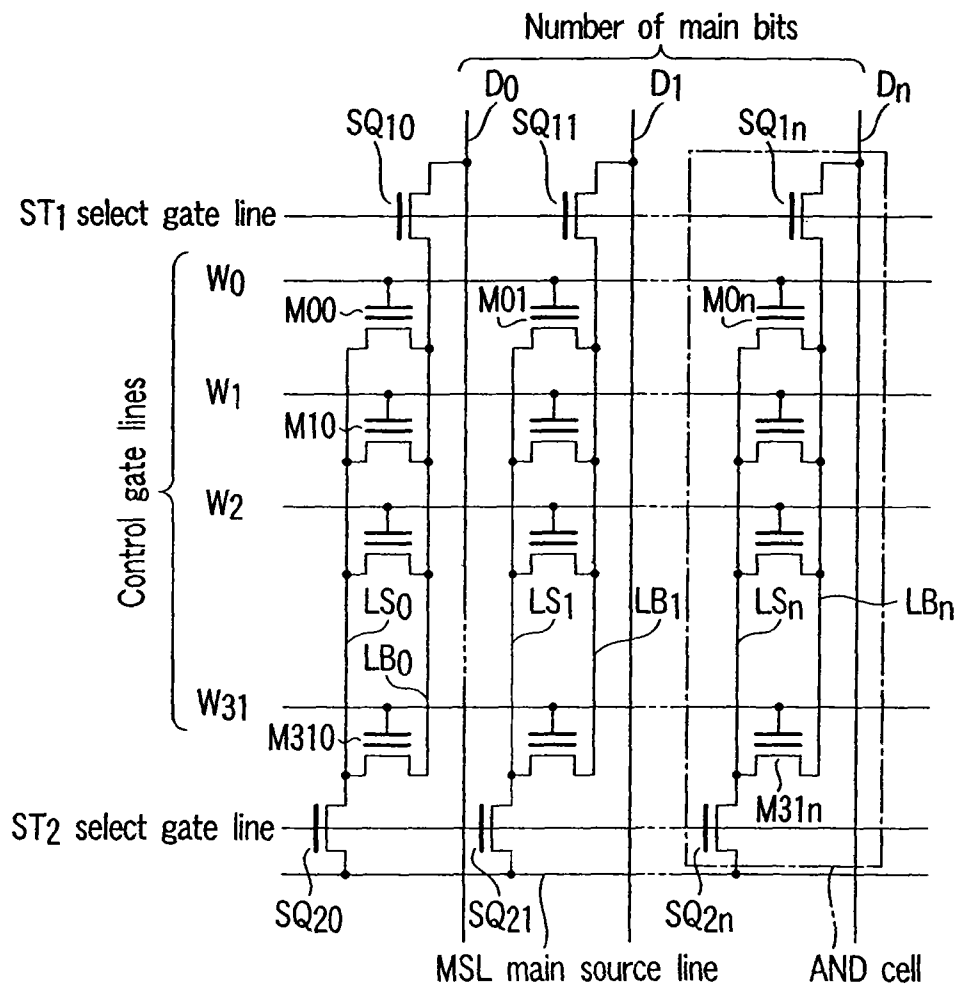 Number of main bits
D0 D1 Dn
SQ10 SQ11 SQ1n
ST1 select gate line
W0
M00 M01 M0n
W1
M10
W2
Control gate lines
LS0 LS1 LB1 LSn LBn
LB0
W31
M310
M31n
ST2 select gate line
SQ20 SQ21 SQ2n
MSL main source line AND cell